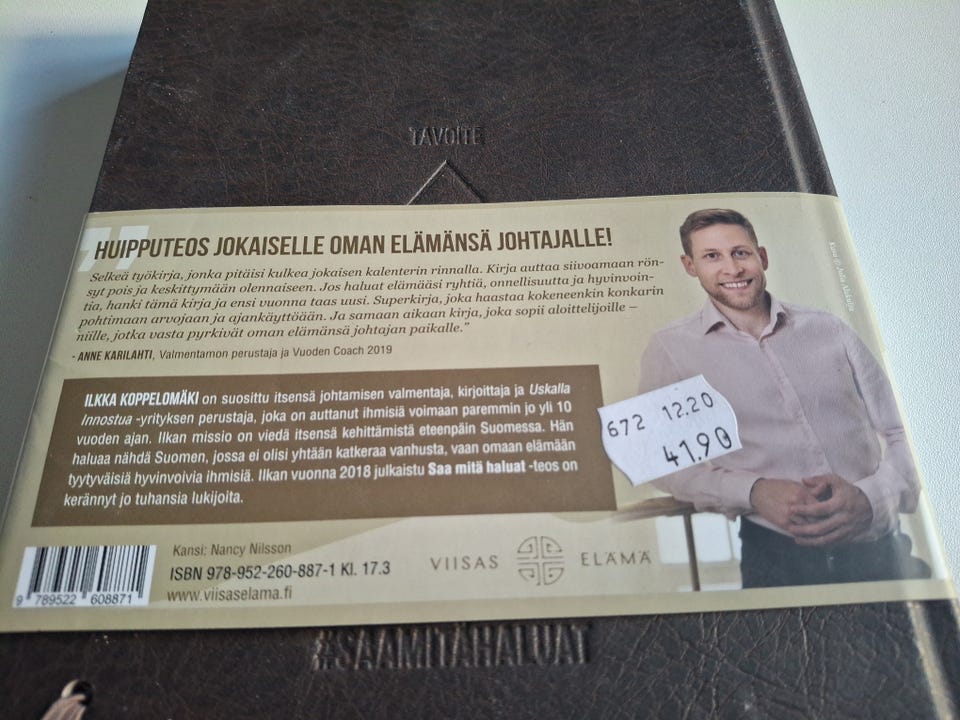 TAVOITE
HUIPPUTEOS JOKAISELLE OMAN ELÄMÄNSÄ JOHTAJALLE!
Selkeä työkirja, jonka pitäisi kulkea jokaisen kalenterin rinnalla. Kirja auttaa siivoamaan rön-
syt pois ja keskittymään olennaiseen. Jos haluat elämääsi ryhtiä, onnellisuutta ja hyvinvoin-
tia, hanki tämä kirja ja ensi vuonna taas uusi. Superkirja, joka haastaa kokeneenkin konkarin
pohtimaan arvojaan ja ajankäyttöään. Ja samaan aikaan kirja, joka sopii aloittelijoille –
niille, jotka vasta pyrkivät oman elämänsä johtajan paikalle.”
- ANNE KARILAHTI, Valmentamon perustaja ja Vuoden Coach 2019
ILKKA KOPPELOMÄKI on suosittu itsensä johtamisen valmentaja, kirjoittaja ja Uskalla
Innostua -yrityksen perustaja, joka on auttanut ihmisiä voimaan paremmin jo yli 10
vuoden ajan. Ilkan missio on viedä itsensä kehittämistä eteenpäin Suomessa. Hän
haluaa nähdä Suomen, jossa ei olisi yhtään katkeraa vanhusta, vaan omaan elämään
tyytyväisiä hyvinvoivia ihmisiä. Ilkan vuonna 2018 julkaistu Saa mitä haluat -teos on
kerännyt jo tuhansia lukijoita.
672 12.20
41.90
Kansi: Nancy Nilsson
ISBN 978-952-260-887-1 Kl. 17.3
www.viisaselama.fi
9 789522 608871
VIISAS ELÄMÄ
#SAAMITÄHALUAT